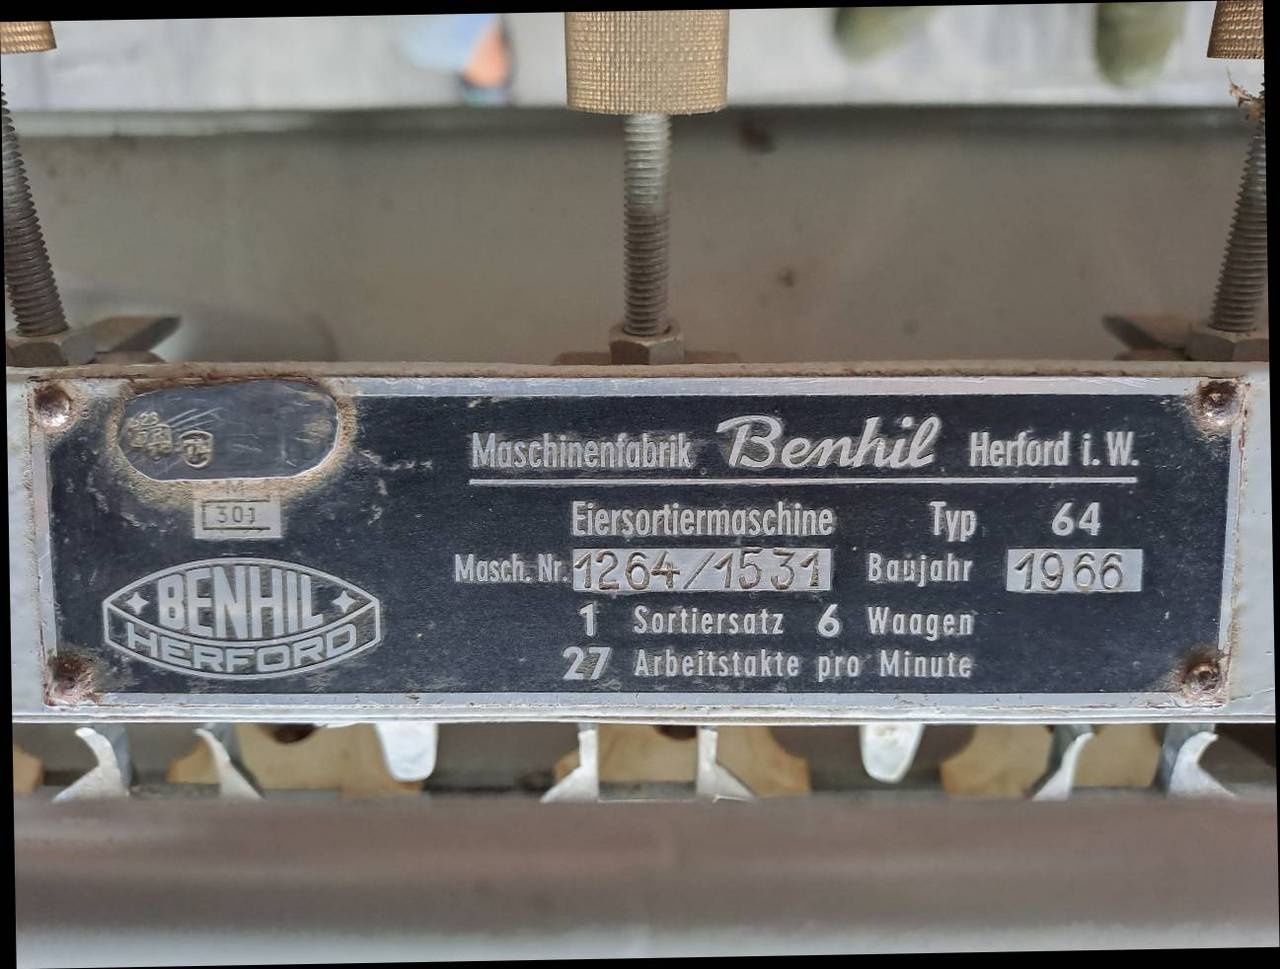 Maschinenfabrik Benhil Herford i. W.
Eiersortiermaschine Typ 64
Masch. Nr. 1264/1531 Baujahr 1966
1 Sortiersatz 6 Waagen
27 Arbeitstakte pro Minute
301
BENHIL
HERFORD